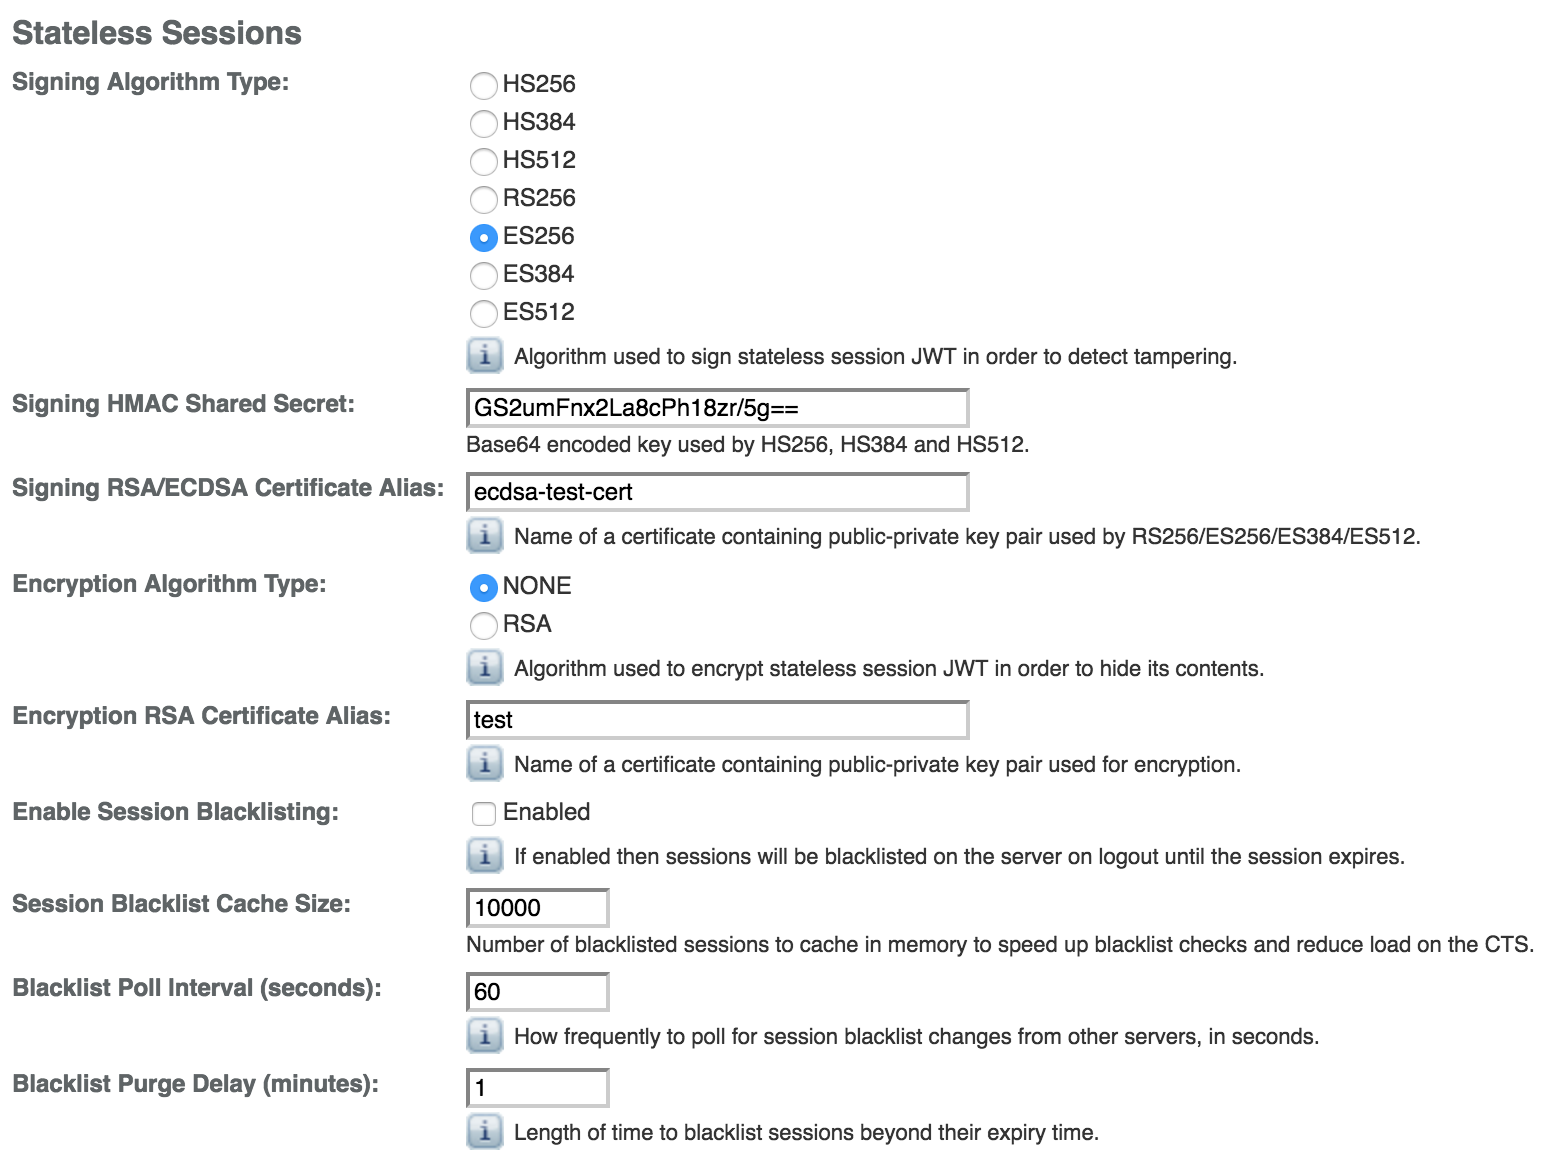 Stateless Sessions
Signing Algorithm Type:
HS256
HS384
HS512
RS256
ES256
ES384
ES512
Algorithm used to sign stateless session JWT in order to detect tampering.
Signing HMAC Shared Secret:
GS2umFnx2La8cPh18zr/5g==
Base64 encoded key used by HS256, HS384 and HS512.
Signing RSA/ECDSA Certificate Alias:
ecdsa-test-cert
Name of a certificate containing public-private key pair used by RS256/ES256/ES384/ES512.
Encryption Algorithm Type:
NONE
RSA
Algorithm used to encrypt stateless session JWT in order to hide its contents.
Encryption RSA Certificate Alias:
test
Name of a certificate containing public-private key pair used for encryption.
Enable Session Blacklisting:
Enabled
If enabled then sessions will be blacklisted on the server on logout until the session expires.
Session Blacklist Cache Size:
10000
Number of blacklisted sessions to cache in memory to speed up blacklist checks and reduce load on the CTS.
Blacklist Poll Interval (seconds):
60
How frequently to poll for session blacklist changes from other servers, in seconds.
Blacklist Purge Delay (minutes):
1
Length of time to blacklist sessions beyond their expiry time.